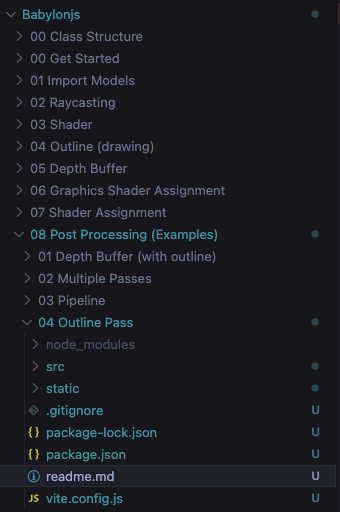 Babylonjs
00 Class Structure
00 Get Started
01 Import Models
02 Raycasting
03 Shader
04 Outline (drawing)
05 Depth Buffer
06 Graphics Shader Assignment
07 Shader Assignment
08 Post Processing (Examples)
01 Depth Buffer (with outline)
02 Multiple Passes
03 Pipeline
04 Outline Pass
node_modules
src
static
.gitignore U
{} package-lock.json U
{} package.json U
readme.md U
JS vite.config.js U